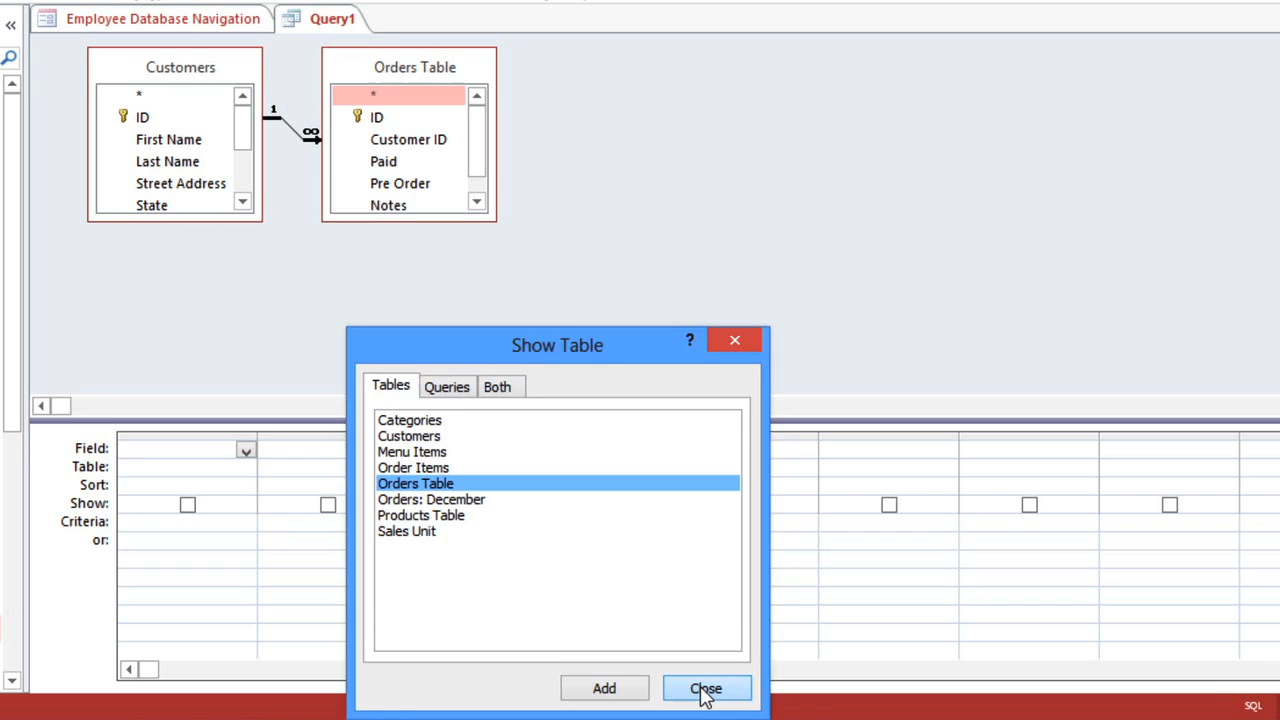 Employee Database Navigation
Query1
Customers
*
ID
First Name
Last Name
Street Address
State
1
∞
Orders Table
*
ID
Customer ID
Paid
Pre Order
Notes
Show Table
?
Tables
Queries
Both
Categories
Customers
Menu Items
Order Items
Orders Table
Orders: December
Products Table
Sales Unit
Add
Close
Field:
Table:
Sort:
Show:
Criteria:
or:
SQL